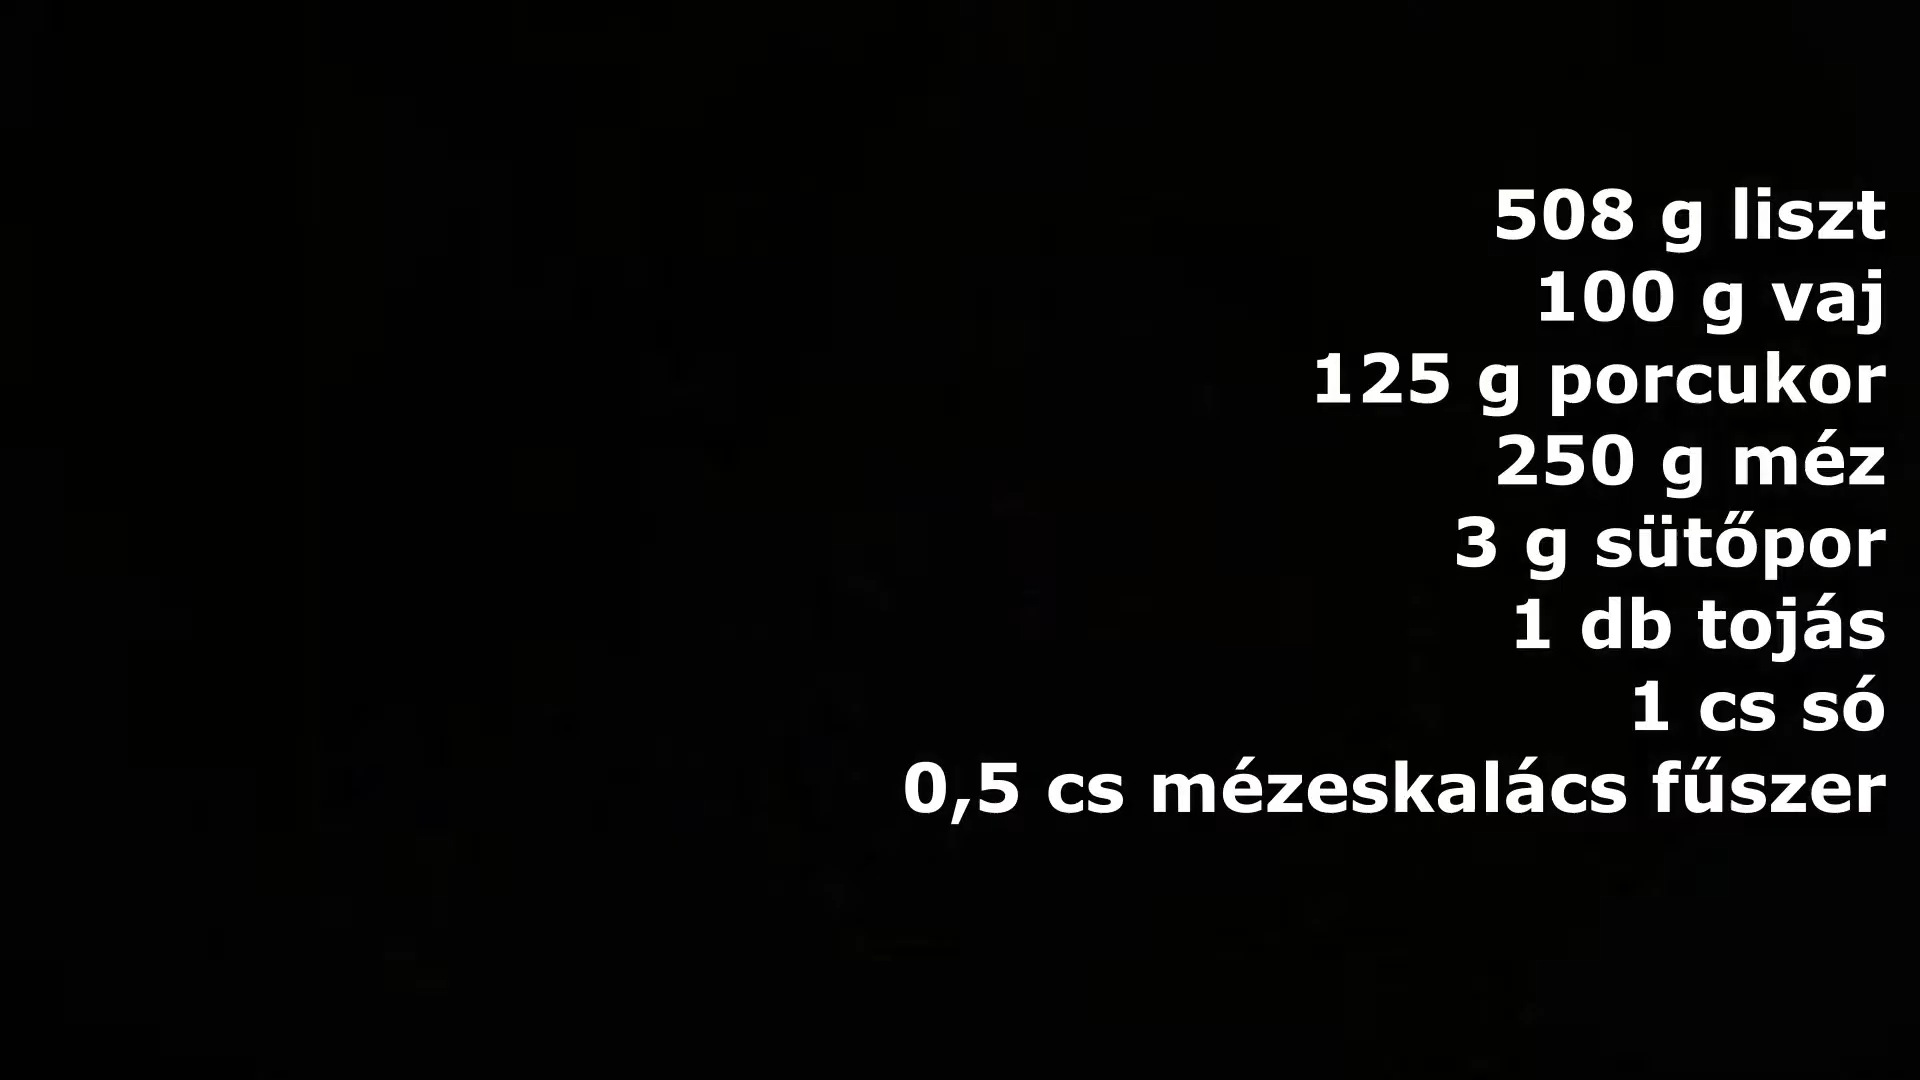 508 g liszt
100 g vaj
125 g porcukor
250 g méz
3 g sütőpor
1 db tojás
1 cs só
0,5 cs mézeskalács fűszer